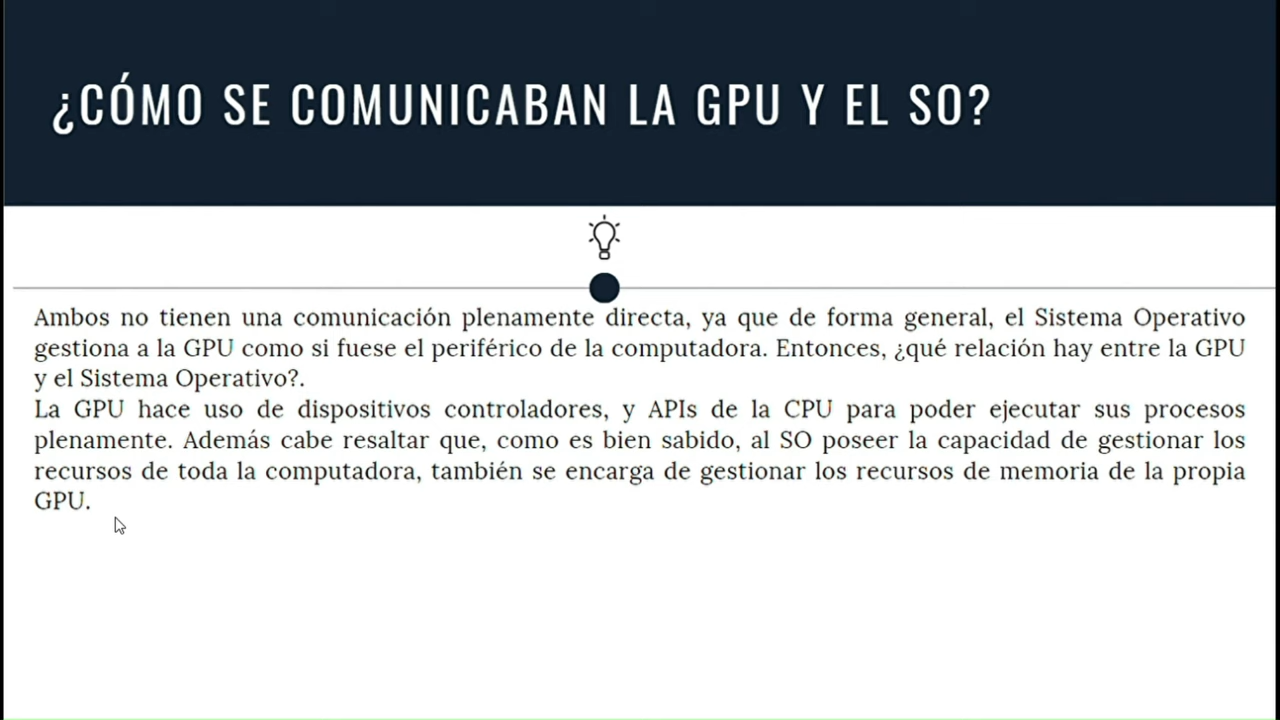 ¿CÓMO SE COMUNICABAN LA GPU Y EL SO?
Ambos no tienen una comunicación plenamente directa, ya que de forma general, el Sistema Operativo
gestiona a la GPU como si fuese el periférico de la computadora. Entonces, ¿qué relación hay entre la GPU
y el Sistema Operativo?.
La GPU hace uso de dispositivos controladores, y APIs de la CPU para poder ejecutar sus procesos
plenamente. Además cabe resaltar que, como es bien sabido, al SO poseer la capacidad de gestionar los
recursos de toda la computadora, también se encarga de gestionar los recursos de memoria de la propia
GPU.